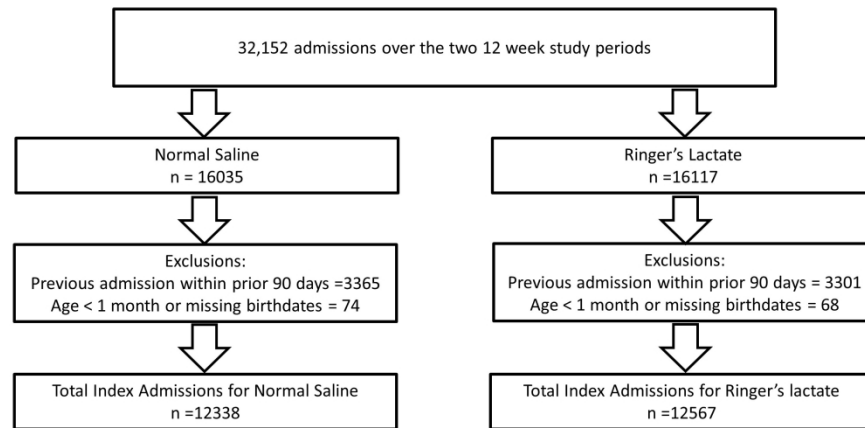 32,152 admissions over the two 12 week study periods
Normal Saline
n = 16035
Ringer’s Lactate
n =16117
Exclusions:
Previous admission within prior 90 days =3365
Age < 1 month or missing birthdates = 74
Exclusions:
Previous admission within prior 90 days = 3301
Age < 1 month or missing birthdates = 68
Total Index Admissions for Normal Saline
n =12338
Total Index Admissions for Ringer’s lactate
n =12567